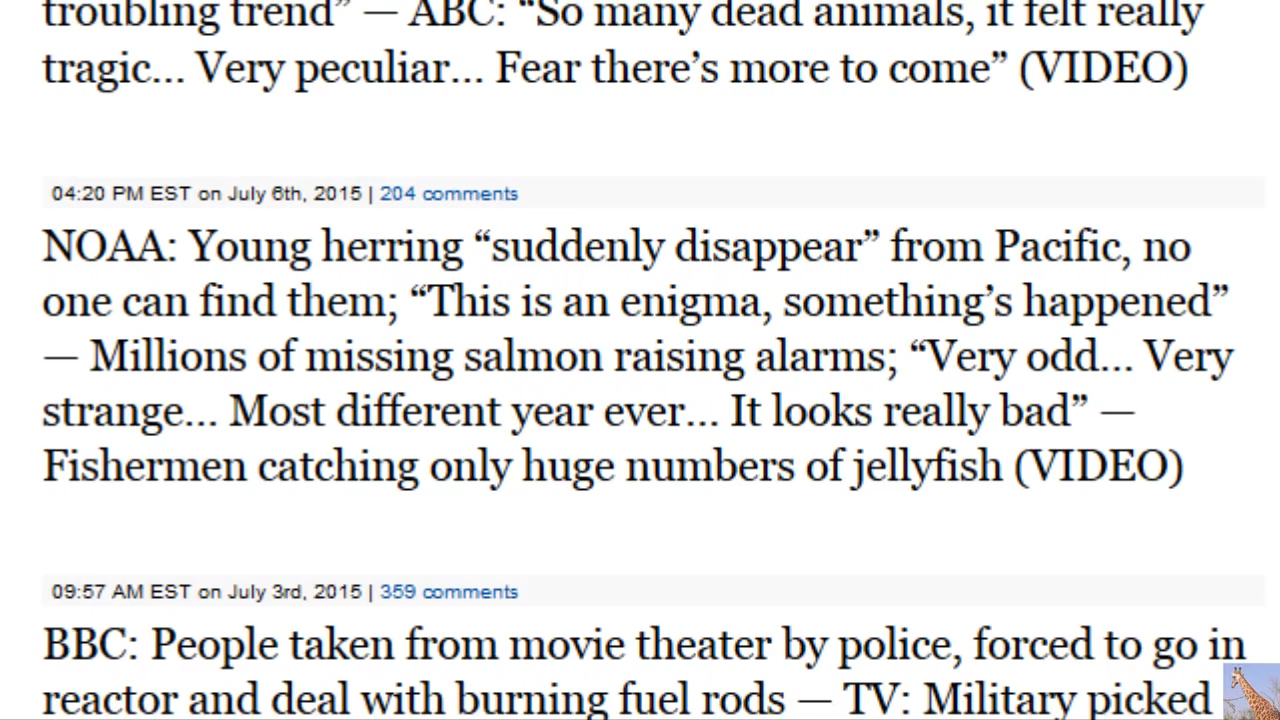 troubling trend” — ABC: “So many dead animals, it felt really
tragic… Very peculiar… Fear there’s more to come” (VIDEO)
04:20 PM EST on July 6th, 2015 | 204 comments
NOAA: Young herring “suddenly disappear” from Pacific, no
one can find them; “This is an enigma, something’s happened”
— Millions of missing salmon raising alarms; “Very odd… Very
strange… Most different year ever… It looks really bad” —
Fishermen catching only huge numbers of jellyfish (VIDEO)
09:57 AM EST on July 3rd, 2015 | 359 comments
BBC: People taken from movie theater by police, forced to go in
reactor and deal with burning fuel rods — TV: Military picked